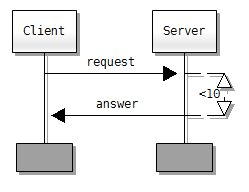 Client Server
request
<10
answer